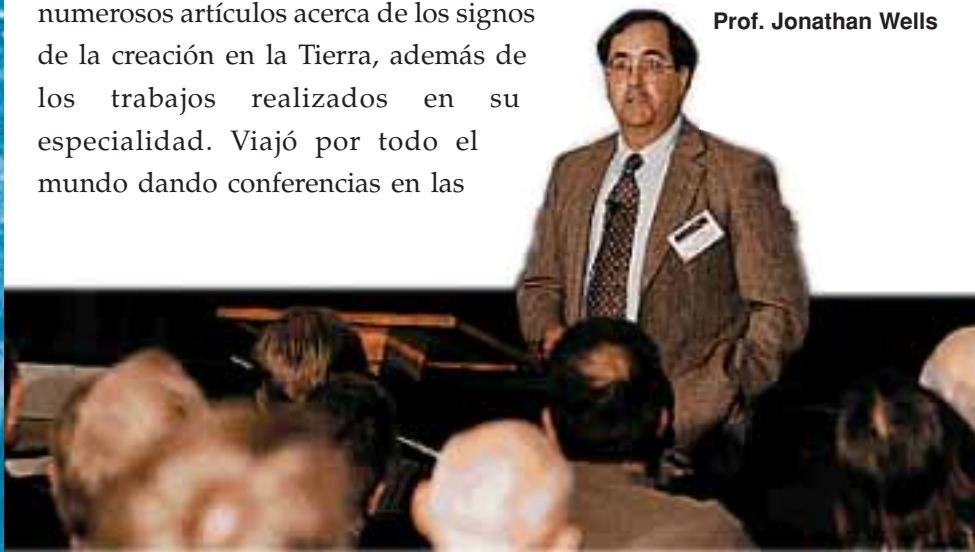 numerosos artículos acerca de los signos
de la creación en la Tierra, además de
los trabajos realizados en su
especialidad. Viajó por todo el
mundo dando conferencias en las
Prof. Jonathan Wells